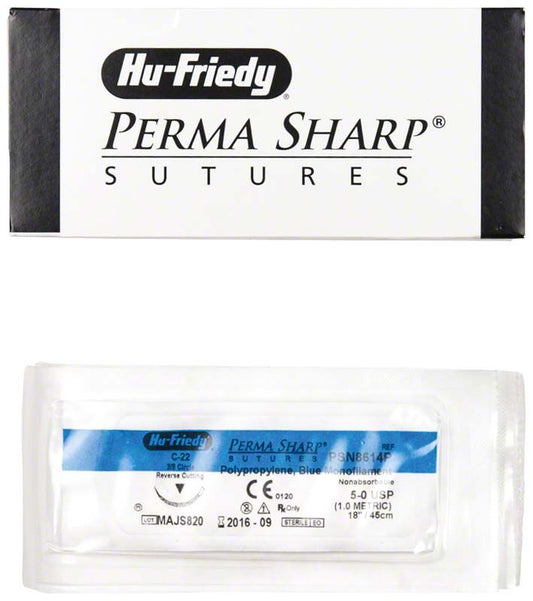 Hu-Friedy®
PERMA SHARP®
SUTURES
Hu-Friedy PERMA SHARP® REF
C-22 SUTURES PSN8614P
3/8 Circle Polypropylene, Blue Monofilament
Reverse Cutting Nonabsorbable
CE 0120 Rx Only 5-0 USP
(1.0 METRIC)
18" / 45cm
LOT MAJS820 2016 - 09 STERILE EO